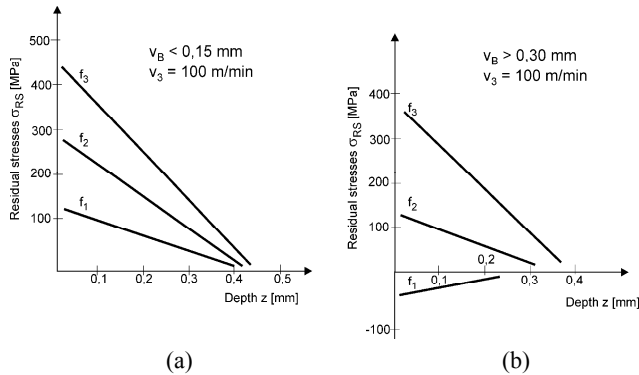 500
400
300
200
100
Residual stresses σRS [MPa]
vB < 0,15 mm
v3 = 100 m/min
f3
f2
f1
0,1
0,2
0,3
0,4
0,5
Depth z [mm]
(a)
400
300
200
100
-100
Residual stresses σRS [MPa]
vB > 0,30 mm
v3 = 100 m/min
f3
f2
f1
0,1
0,2
0,3
0,4
Depth z [mm]
(b)